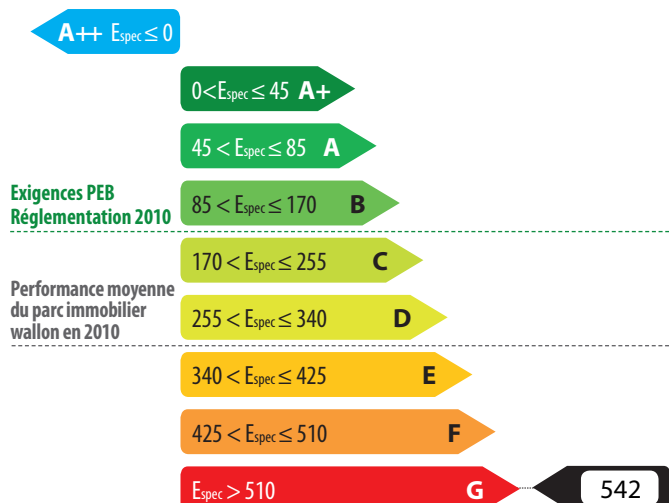 A++ Espec ≤ 0
0<Espec ≤ 45 A+
45 < Espec ≤ 85 A
Exigences PEB
Réglementation 2010
85 < Espec ≤ 170 B
170 < Espec ≤ 255 C
Performance moyenne
du parc immobilier
wallon en 2010
255 < Espec ≤ 340 D
340 < Espec ≤ 425 E
425 < Espec ≤ 510 F
Espec > 510 G
542